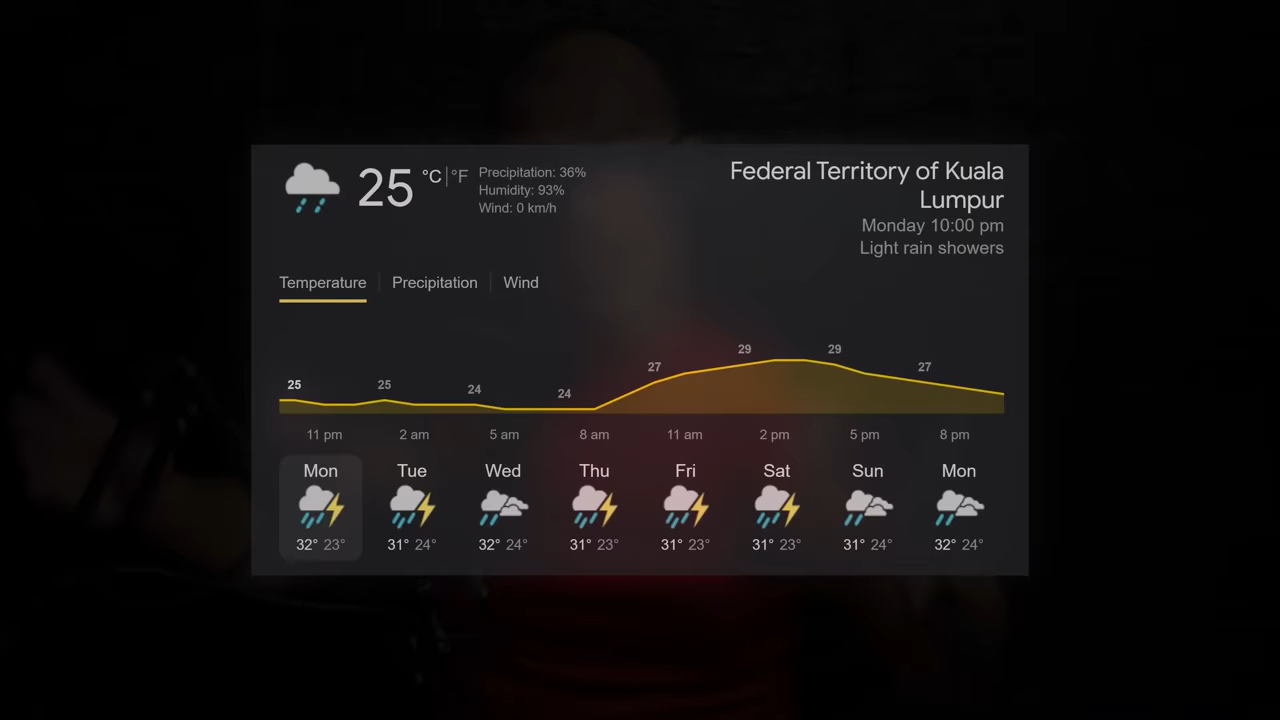 25 °C | °F
Precipitation: 36%
Humidity: 93%
Wind: 0 km/h
Federal Territory of Kuala
Lumpur
Monday 10:00 pm
Light rain showers
Temperature | Precipitation | Wind
25 25 24 24 27 29 29 27
11 pm 2 am 5 am 8 am 11 am 2 pm 5 pm 8 pm
Mon Tue Wed Thu Fri Sat Sun Mon
32° 23° 31° 24° 32° 24° 31° 23° 31° 23° 31° 23° 31° 24° 32° 24°